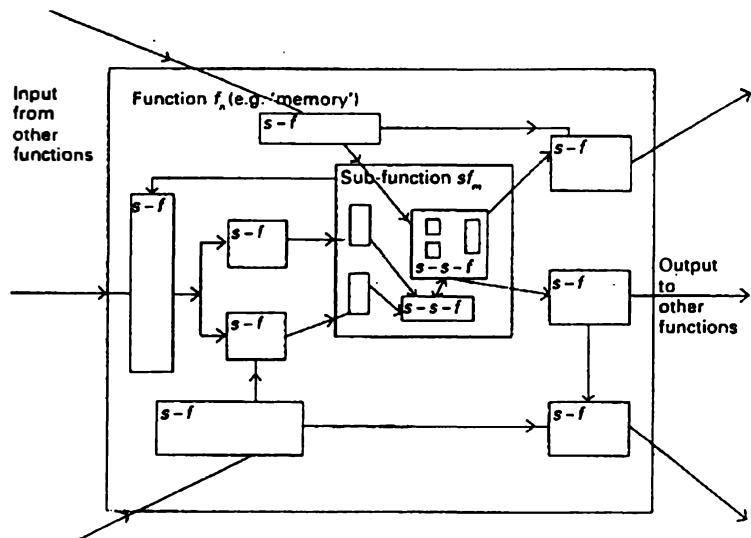 Input
from
other
functions
Function fₙ (e.g. 'memory')
s–f
s–f
Sub-function sfₘ
s–f
s–f
s–s–f
s–f
Output
to
other
functions
s–f
s–s–f
s–f
s–f